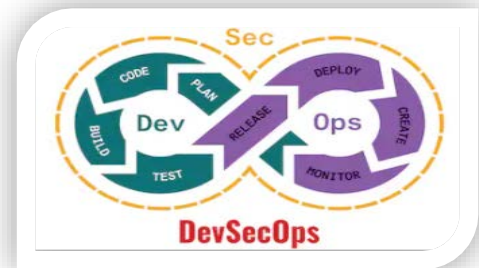 Sec
CODE
PLAN
Dev
BUILD
TEST
RELEASE
DEPLOY
Ops
CREATE
MONITOR
DevSecOps